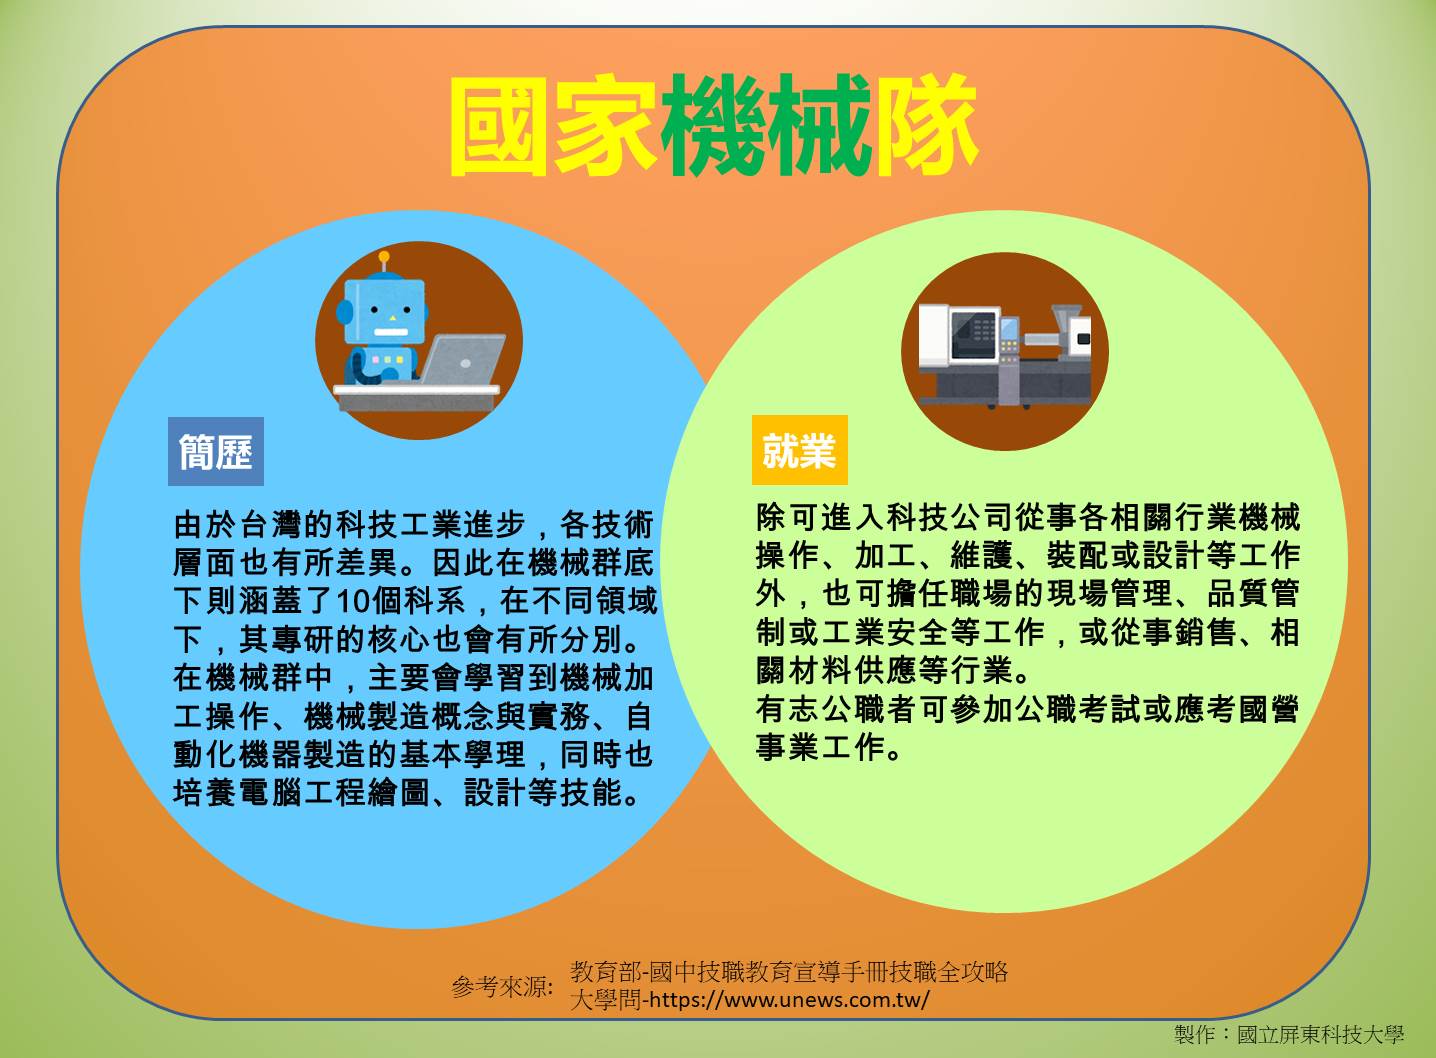 國家機械隊
簡歷
由於台灣的科技工業進步，各技術
層面也有所差異。因此在機械群底
下則涵蓋了10個科系，在不同領域
下，其專研的核心也會有所分別。
在機械群中，主要會學習到機械加
工操作、機械製造概念與實務、自
動化機器製造的基本學理，同時也
培養電腦工程繪圖、設計等技能。
就業
除可進入科技公司從事各相關行業機械
操作、加工、維護、裝配或設計等工作
外，也可擔任職場的現場管理、品質管
制或工業安全等工作，或從事銷售、相
關材料供應等行業。
有志公職者可參加公職考試或應考國營
事業工作。
參考來源:
教育部-國中技職教育宣導手冊技職全攻略
大學問-https://www.unews.com.tw/
製作：國立屏東科技大學